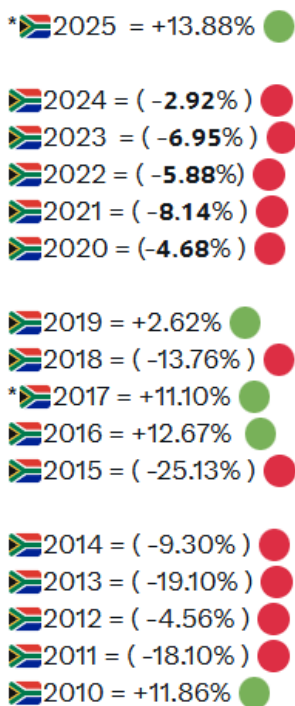 *🇿🇦2025 = +13.88% 🟢
🇿🇦2024 = ( -2.92% ) 🔴
🇿🇦2023 = ( -6.95% ) 🔴
🇿🇦2022 = ( -5.88%) 🔴
🇿🇦2021 = ( -8.14% ) 🔴
🇿🇦2020 = (-4.68% ) 🔴
🇿🇦2019 = +2.62% 🟢
🇿🇦2018 = ( -13.76% ) 🔴
*🇿🇦2017 = +11.10% 🟢
🇿🇦2016 = +12.67% 🟢
🇿🇦2015 = ( -25.13% ) 🔴
🇿🇦2014 = ( -9.30% ) 🔴
🇿🇦2013 = ( -19.10% ) 🔴
🇿🇦2012 = ( -4.56% ) 🔴
🇿🇦2011 = ( -18.10% ) 🔴
🇿🇦2010 = +11.86% 🟢